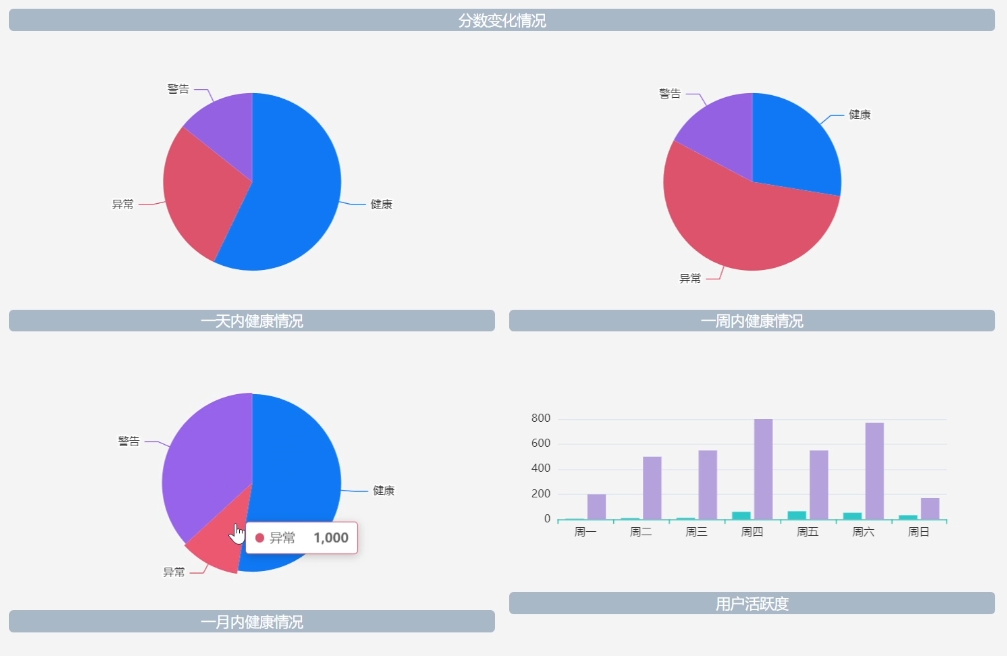 分数变化情况
警告
健康
异常
警告
健康
异常
一天内健康情况
一周内健康情况
警告
健康
异常 1,000
异常
一月内健康情况
800
600
400
200
0
周一 周二 周三 周四 周五 周六 周日
用户活跃度